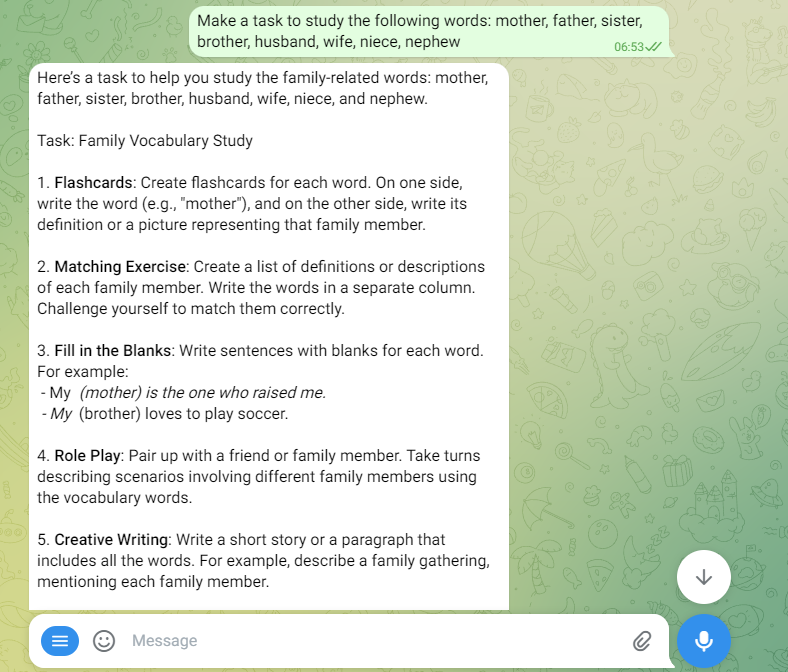 Make a task to study the following words: mother, father, sister,
brother, husband, wife, niece, nephew
06:53
Here’s a task to help you study the family-related words: mother,
father, sister, brother, husband, wife, niece, and nephew.
Task: Family Vocabulary Study
1. Flashcards: Create flashcards for each word. On one side,
write the word (e.g., "mother"), and on the other side, write its
definition or a picture representing that family member.
2. Matching Exercise: Create a list of definitions or descriptions
of each family member. Write the words in a separate column.
Challenge yourself to match them correctly.
3. Fill in the Blanks: Write sentences with blanks for each word.
For example:
- My (mother) is the one who raised me.
- My (brother) loves to play soccer.
4. Role Play: Pair up with a friend or family member. Take turns
describing scenarios involving different family members using
the vocabulary words.
5. Creative Writing: Write a short story or a paragraph that
includes all the words. For example, describe a family gathering,
mentioning each family member.
Message